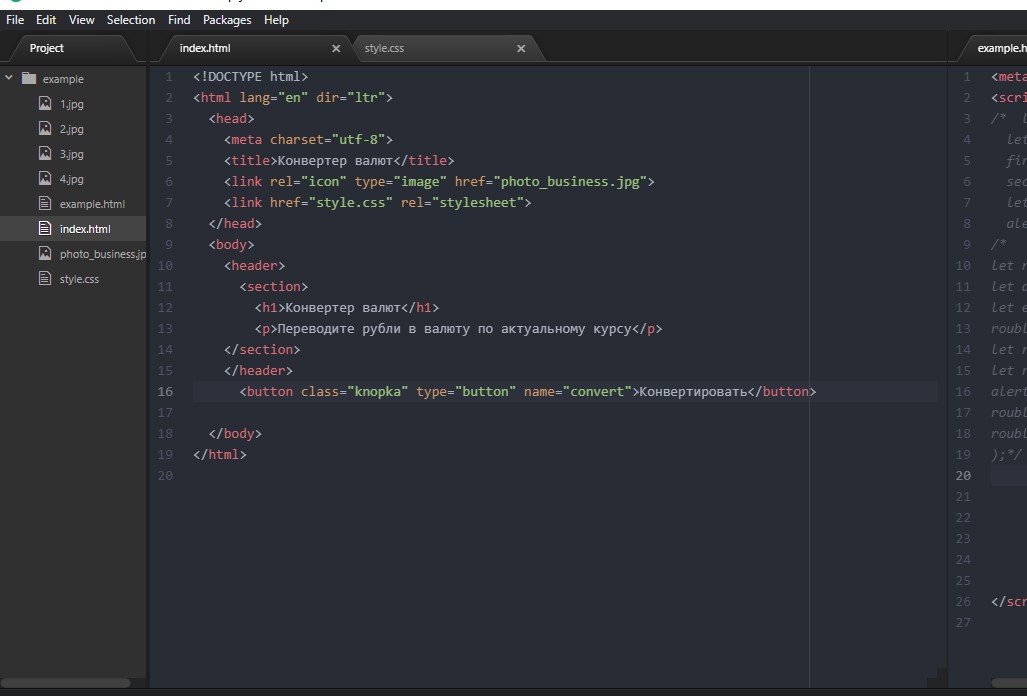 File Edit View Selection Find Packages Help
Project
index.html
style.css
example
1.jpg
2.jpg
3.jpg
4.jpg
example.html
index.html
photo_business.jp
style.css
1 <!DOCTYPE html>
2 <html lang="en" dir="ltr">
3 <head>
4 <meta charset="utf-8">
5 <title>Конвертер валют</title>
6 <link rel="icon" type="image" href="photo_business.jpg">
7 <link href="style.css" rel="stylesheet">
8 </head>
9 <body>
10 <header>
11 <section>
12 <h1>Конвертер валют</h1>
13 <p>Переводите рубли в валюту по актуальному курсу</p>
14 </section>
15 </header>
16 <button class="knopka" type="button" name="convert">Конвертировать</button>
17
18 </body>
19 </html>
20
example.h
1 <meta
2 <scri
3 /*
4 let
5 fir
6 sec
7 let
8 ale
9 /*
10 let
11 let
12 let
13 roubl
14 let
15 let
16 alert
17 roubl
18 roubl
19 );*/
20
21
22
23
24
25
26 </scr
27